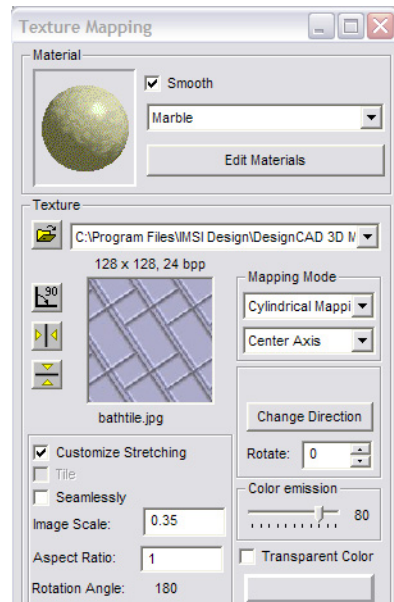 Texture Mapping
Material
Smooth
Marble
Edit Materials
Texture
C:\Program Files\IMSI Design\DesignCAD 3D M
128 x 128, 24 bpp
90
Mapping Mode
Cylindrical Mappi
Center Axis
bathtile.jpg
Change Direction
Customize Stretching
Rotate: 0
Tile
Seamlessly
Color emission
80
Image Scale: 0.35
Aspect Ratio: 1
Transparent Color
Rotation Angle: 180